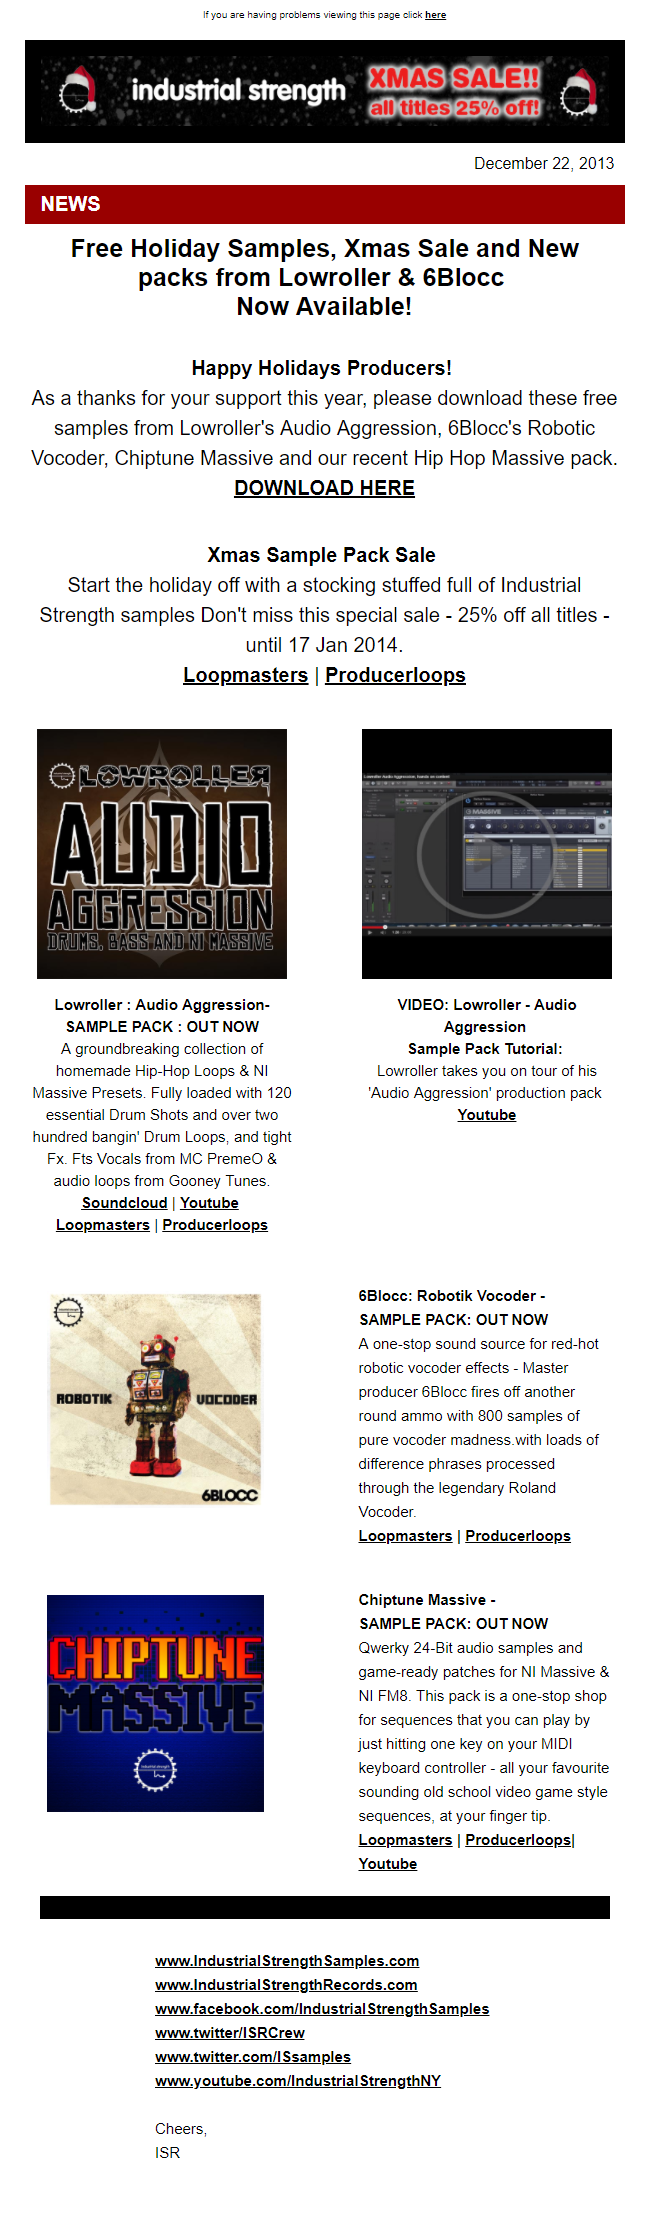 If you are having problems viewing this page click here
industrial strength
XMAS SALE!!
all titles 25% off!
December 22, 2013
NEWS
Free Holiday Samples, Xmas Sale and New
packs from Lowroller & 6Blocc
Now Available!
Happy Holidays Producers!
As a thanks for your support this year, please download these free
samples from Lowroller's Audio Aggression, 6Blocc's Robotic
Vocoder, Chiptune Massive and our recent Hip Hop Massive pack.
DOWNLOAD HERE
Xmas Sample Pack Sale
Start the holiday off with a stocking stuffed full of Industrial
Strength samples Don't miss this special sale - 25% off all titles -
until 17 Jan 2014.
Loopmasters | Producerloops
LOWROLLER
AUDIO
AGGRESSION
DRUMS, BASS AND NI MASSIVE
Lowroller : Audio Aggression-
SAMPLE PACK : OUT NOW
A groundbreaking collection of
homemade Hip-Hop Loops & NI
Massive Presets. Fully loaded with 120
essential Drum Shots and over two
hundred bangin' Drum Loops, and tight
Fx. Fts Vocals from MC PremeO &
audio loops from Gooney Tunes.
Soundcloud | Youtube
Loopmasters | Producerloops
Lowroller Audio Aggression, hands on content
MASSIVE
VIDEO: Lowroller - Audio
Aggression
Sample Pack Tutorial:
Lowroller takes you on tour of his
'Audio Aggression' production pack
Youtube
ROBOTIK VOCODER
6BLOCC
6Blocc: Robotik Vocoder -
SAMPLE PACK: OUT NOW
A one-stop sound source for red-hot
robotic vocoder effects - Master
producer 6Blocc fires off another
round ammo with 800 samples of
pure vocoder madness.with loads of
difference phrases processed
through the legendary Roland
Vocoder.
Loopmasters | Producerloops
CHIPTUNE
MASSIVE
industrial strength
Chiptune Massive -
SAMPLE PACK: OUT NOW
Qwerky 24-Bit audio samples and
game-ready patches for NI Massive &
NI FM8. This pack is a one-stop shop
for sequences that you can play by
just hitting one key on your MIDI
keyboard controller - all your favourite
sounding old school video game style
sequences, at your finger tip.
Loopmasters | Producerloops|
Youtube
www.IndustrialStrengthSamples.com
www.IndustrialStrengthRecords.com
www.facebook.com/IndustrialStrengthSamples
www.twitter/ISRCrew
www.twitter.com/ISsamples
www.youtube.com/IndustrialStrengthNY
Cheers,
ISR